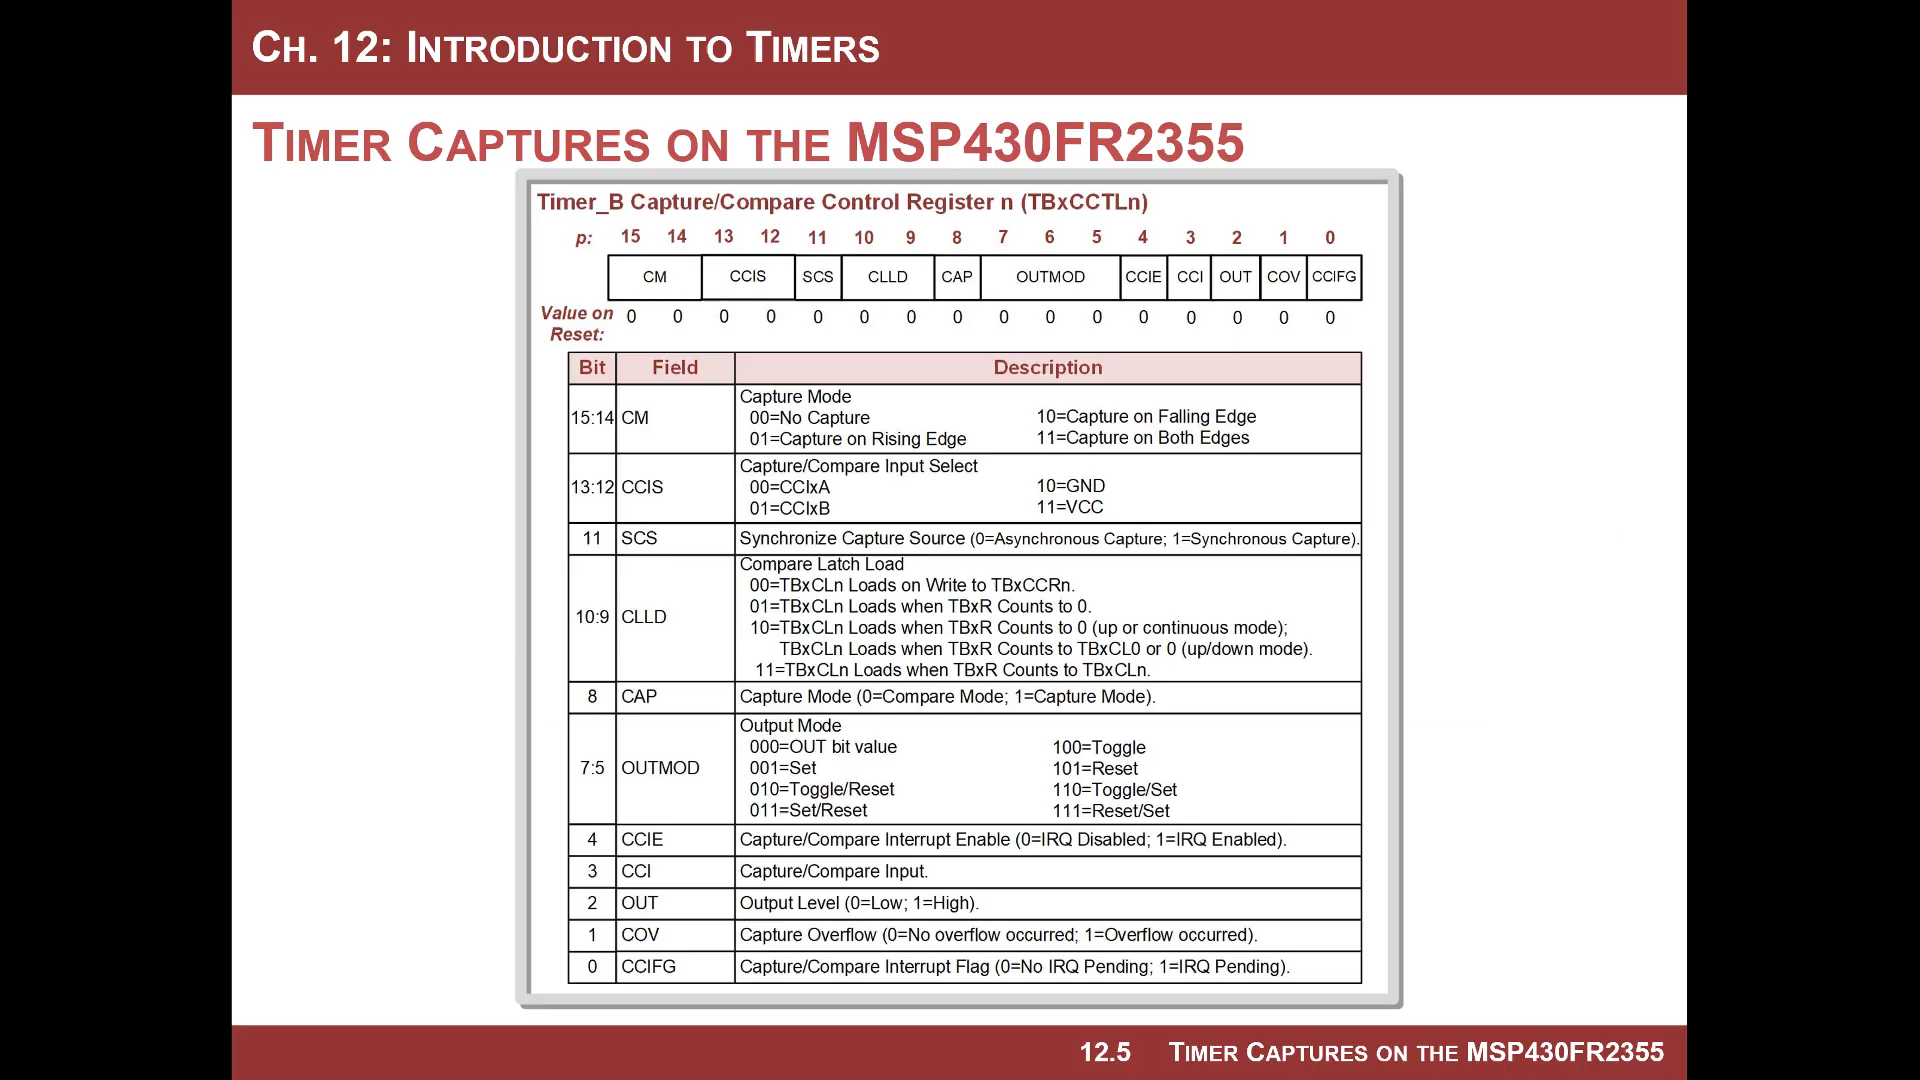 CH. 12: INTRODUCTION TO TIMERS
TIMER CAPTURES ON THE MSP430FR2355
Timer_B Capture/Compare Control Register n (TBxCCTLn)
p: 15 14 13 12 11 10 9 8 7 6 5 4 3 2 1 0
CM CCIS SCS CLLD CAP OUTMOD CCIE CCI OUT COV CCIFG
Value on Reset: 0 0 0 0 0 0 0 0 0 0 0 0 0 0 0 0
Bit Field Description
15:14 CM Capture Mode
00=No Capture 10=Capture on Falling Edge
01=Capture on Rising Edge 11=Capture on Both Edges
13:12 CCIS Capture/Compare Input Select
00=CCIxA 10=GND
01=CCIxB 11=VCC
11 SCS Synchronize Capture Source (0=Asynchronous Capture; 1=Synchronous Capture).
10:9 CLLD Compare Latch Load
00=TBxCLn Loads on Write to TBxCCRn.
01=TBxCLn Loads when TBxR Counts to 0.
10=TBxCLn Loads when TBxR Counts to 0 (up or continuous mode);
TBxCLn Loads when TBxR Counts to TBxCL0 or 0 (up/down mode).
11=TBxCLn Loads when TBxR Counts to TBxCLn.
8 CAP Capture Mode (0=Compare Mode; 1=Capture Mode).
7:5 OUTMOD Output Mode
000=OUT bit value 100=Toggle
001=Set 101=Reset
010=Toggle/Reset 110=Toggle/Set
011=Set/Reset 111=Reset/Set
4 CCIE Capture/Compare Interrupt Enable (0=IRQ Disabled; 1=IRQ Enabled).
3 CCI Capture/Compare Input.
2 OUT Output Level (0=Low; 1=High).
1 COV Capture Overflow (0=No overflow occurred; 1=Overflow occurred).
0 CCIFG Capture/Compare Interrupt Flag (0=No IRQ Pending; 1=IRQ Pending).
12.5 TIMER CAPTURES ON THE MSP430FR2355